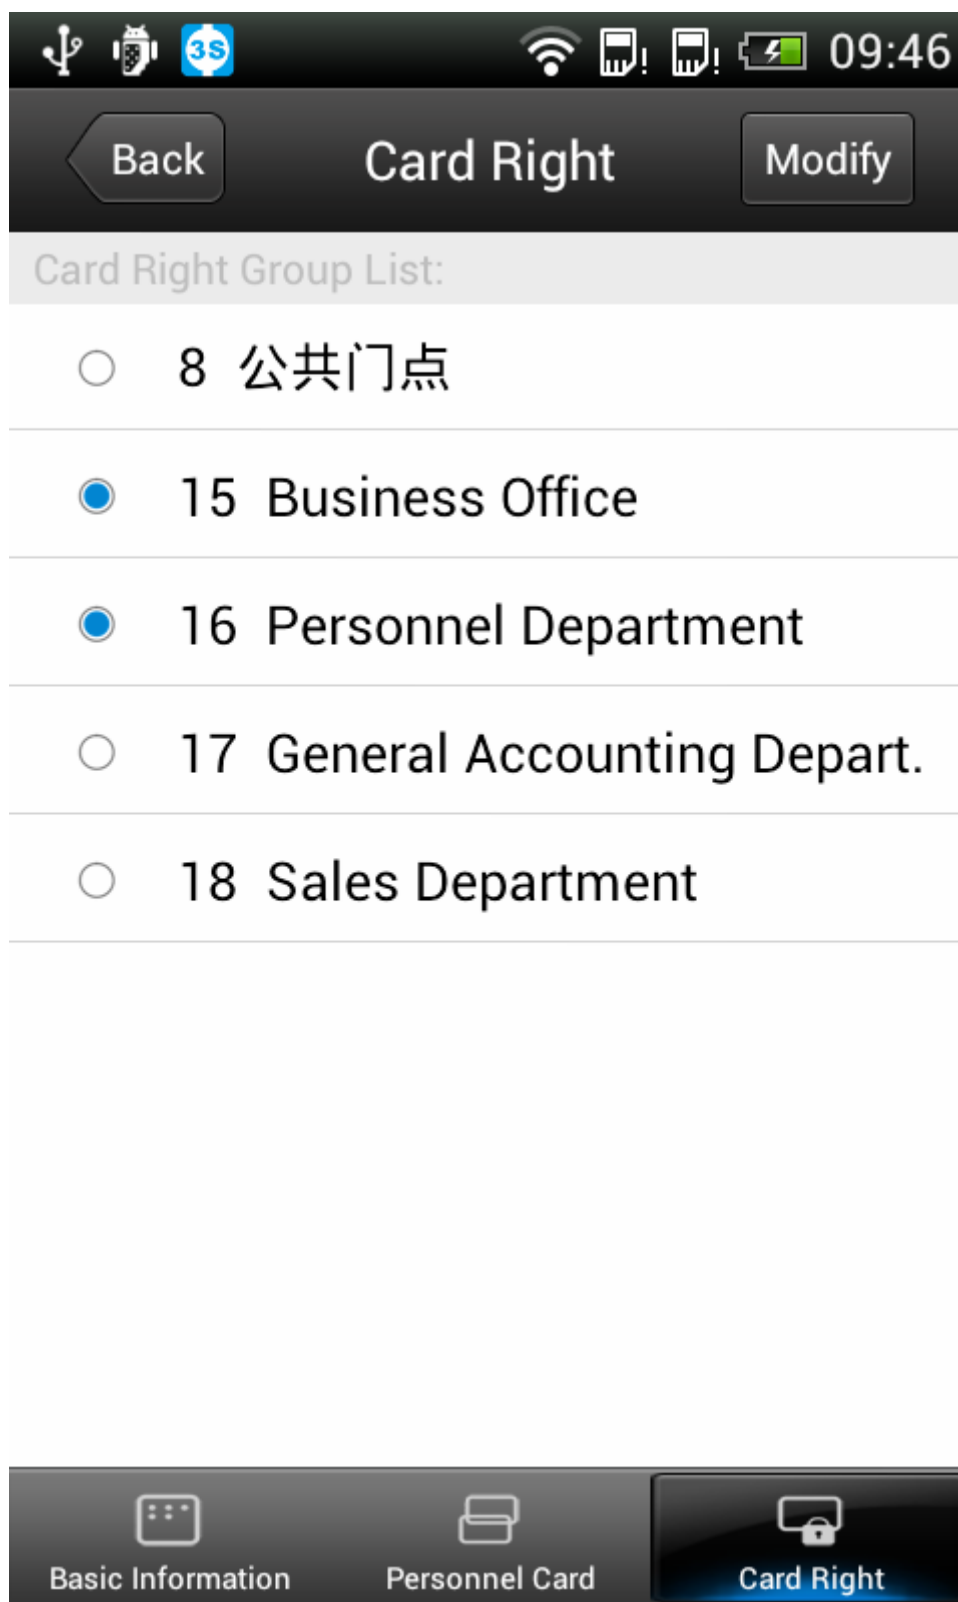 3S 09:46
Back Card Right Modify
Card Right Group List:
8 公共门点
15 Business Office
16 Personnel Department
17 General Accounting Depart.
18 Sales Department
Basic Information Personnel Card Card Right